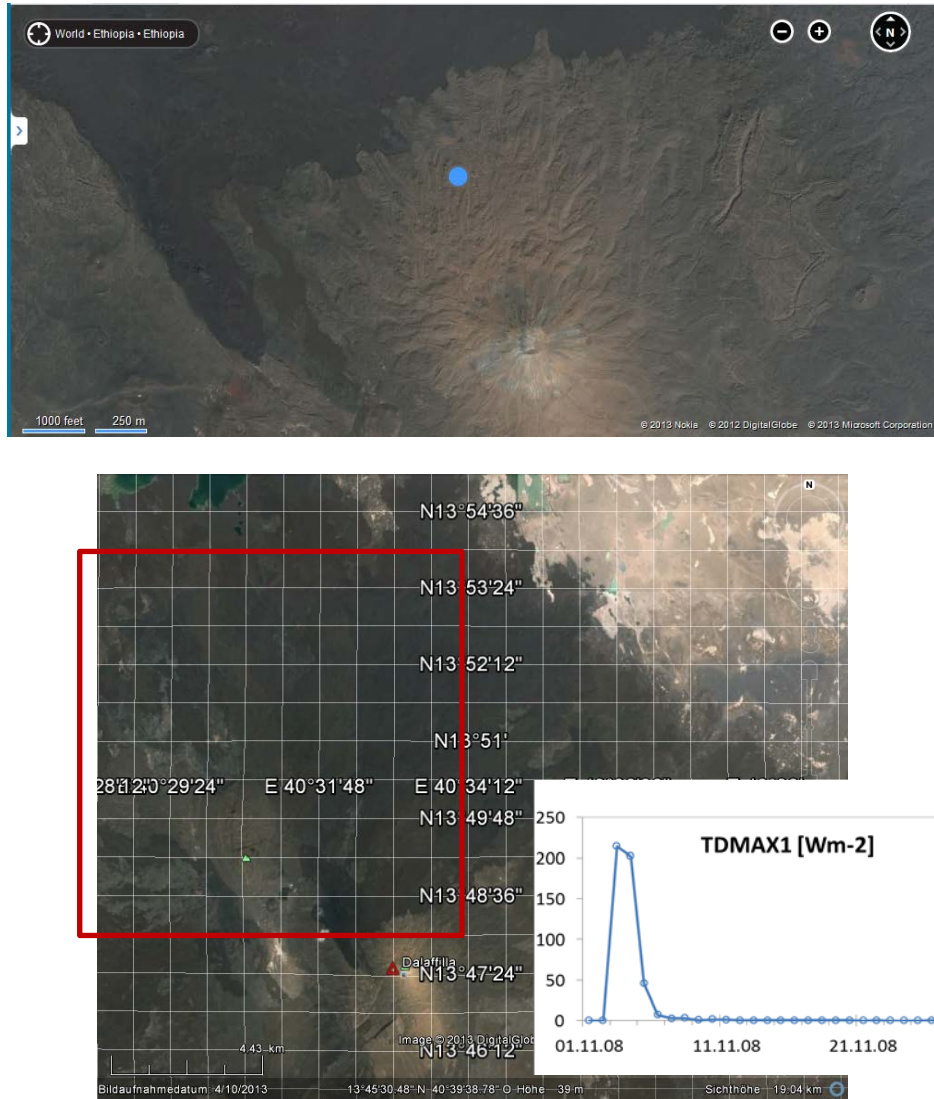 World • Ethiopia • Ethiopia
N
1000 feet 250 m
© 2013 Nokia © 2012 DigitalGlobe © 2013 Microsoft Corporation
N
N13°54'36"
N13°53'24"
N13°52'12"
N13°51'
E 40°31'48" E 40°34'12"
N13°49'48"
N13°48'36"
Dalaffilla
N13°47'24"
Image © 2013 DigitalGlob
N13°46'12"
4.43 km
Bildaufnahmedatum: 4/10/2013 13°45'30.48" N 40°39'38.78" O Höhe 39 m Sichthöhe 19.04 km
TDMAX1 [Wm-2]
250
200
150
100
50
0
01.11.08 11.11.08 21.11.08